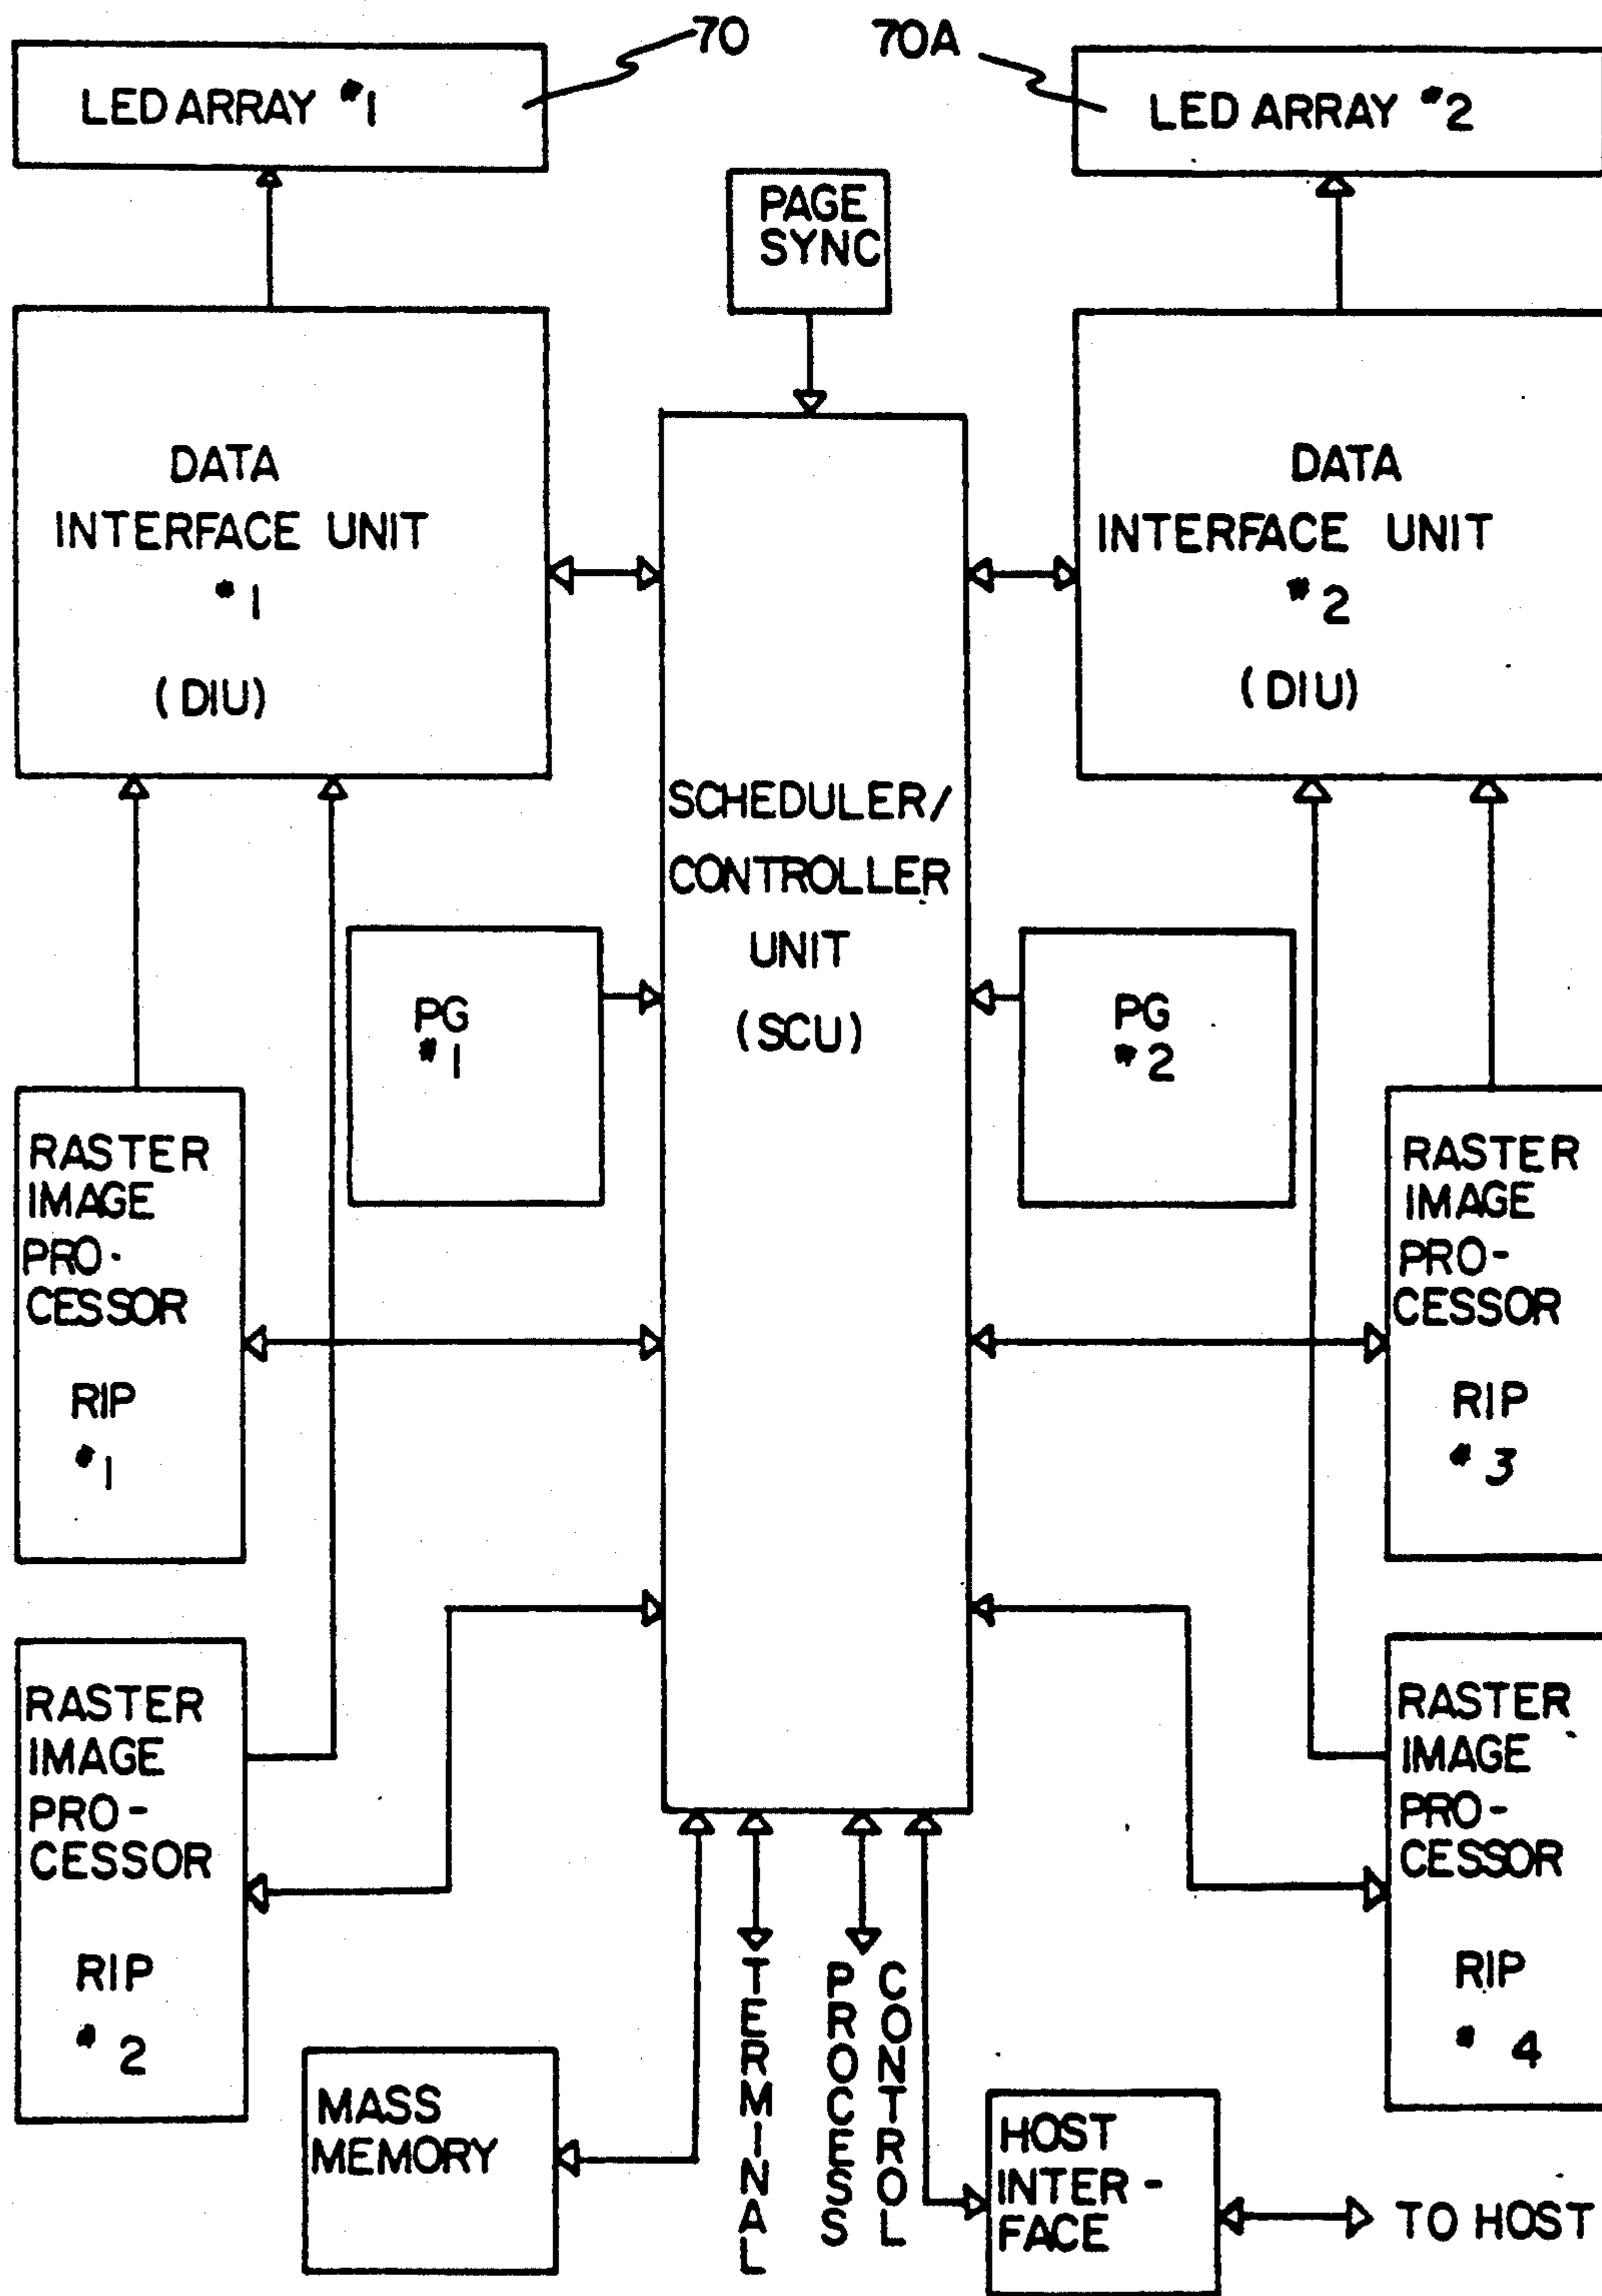 70
70A
LED ARRAY #1
LED ARRAY #2
PAGE
SYNC
DATA
INTERFACE UNIT
#1
(DIU)
DATA
INTERFACE UNIT
#2
(DIU)
SCHEDULER/
CONTROLLER
UNIT
(SCU)
PG
#1
PG
#2
RASTER
IMAGE
PRO-
CESSOR
RIP
#1
RASTER
IMAGE
PRO-
CESSOR
RIP
#3
RASTER
IMAGE
PRO-
CESSOR
RIP
#2
RASTER
IMAGE
PRO-
CESSOR
RIP
#4
MASS
MEMORY
TERMINAL
PROCESS
CONTROL
HOST
INTER-
FACE
TO HOST